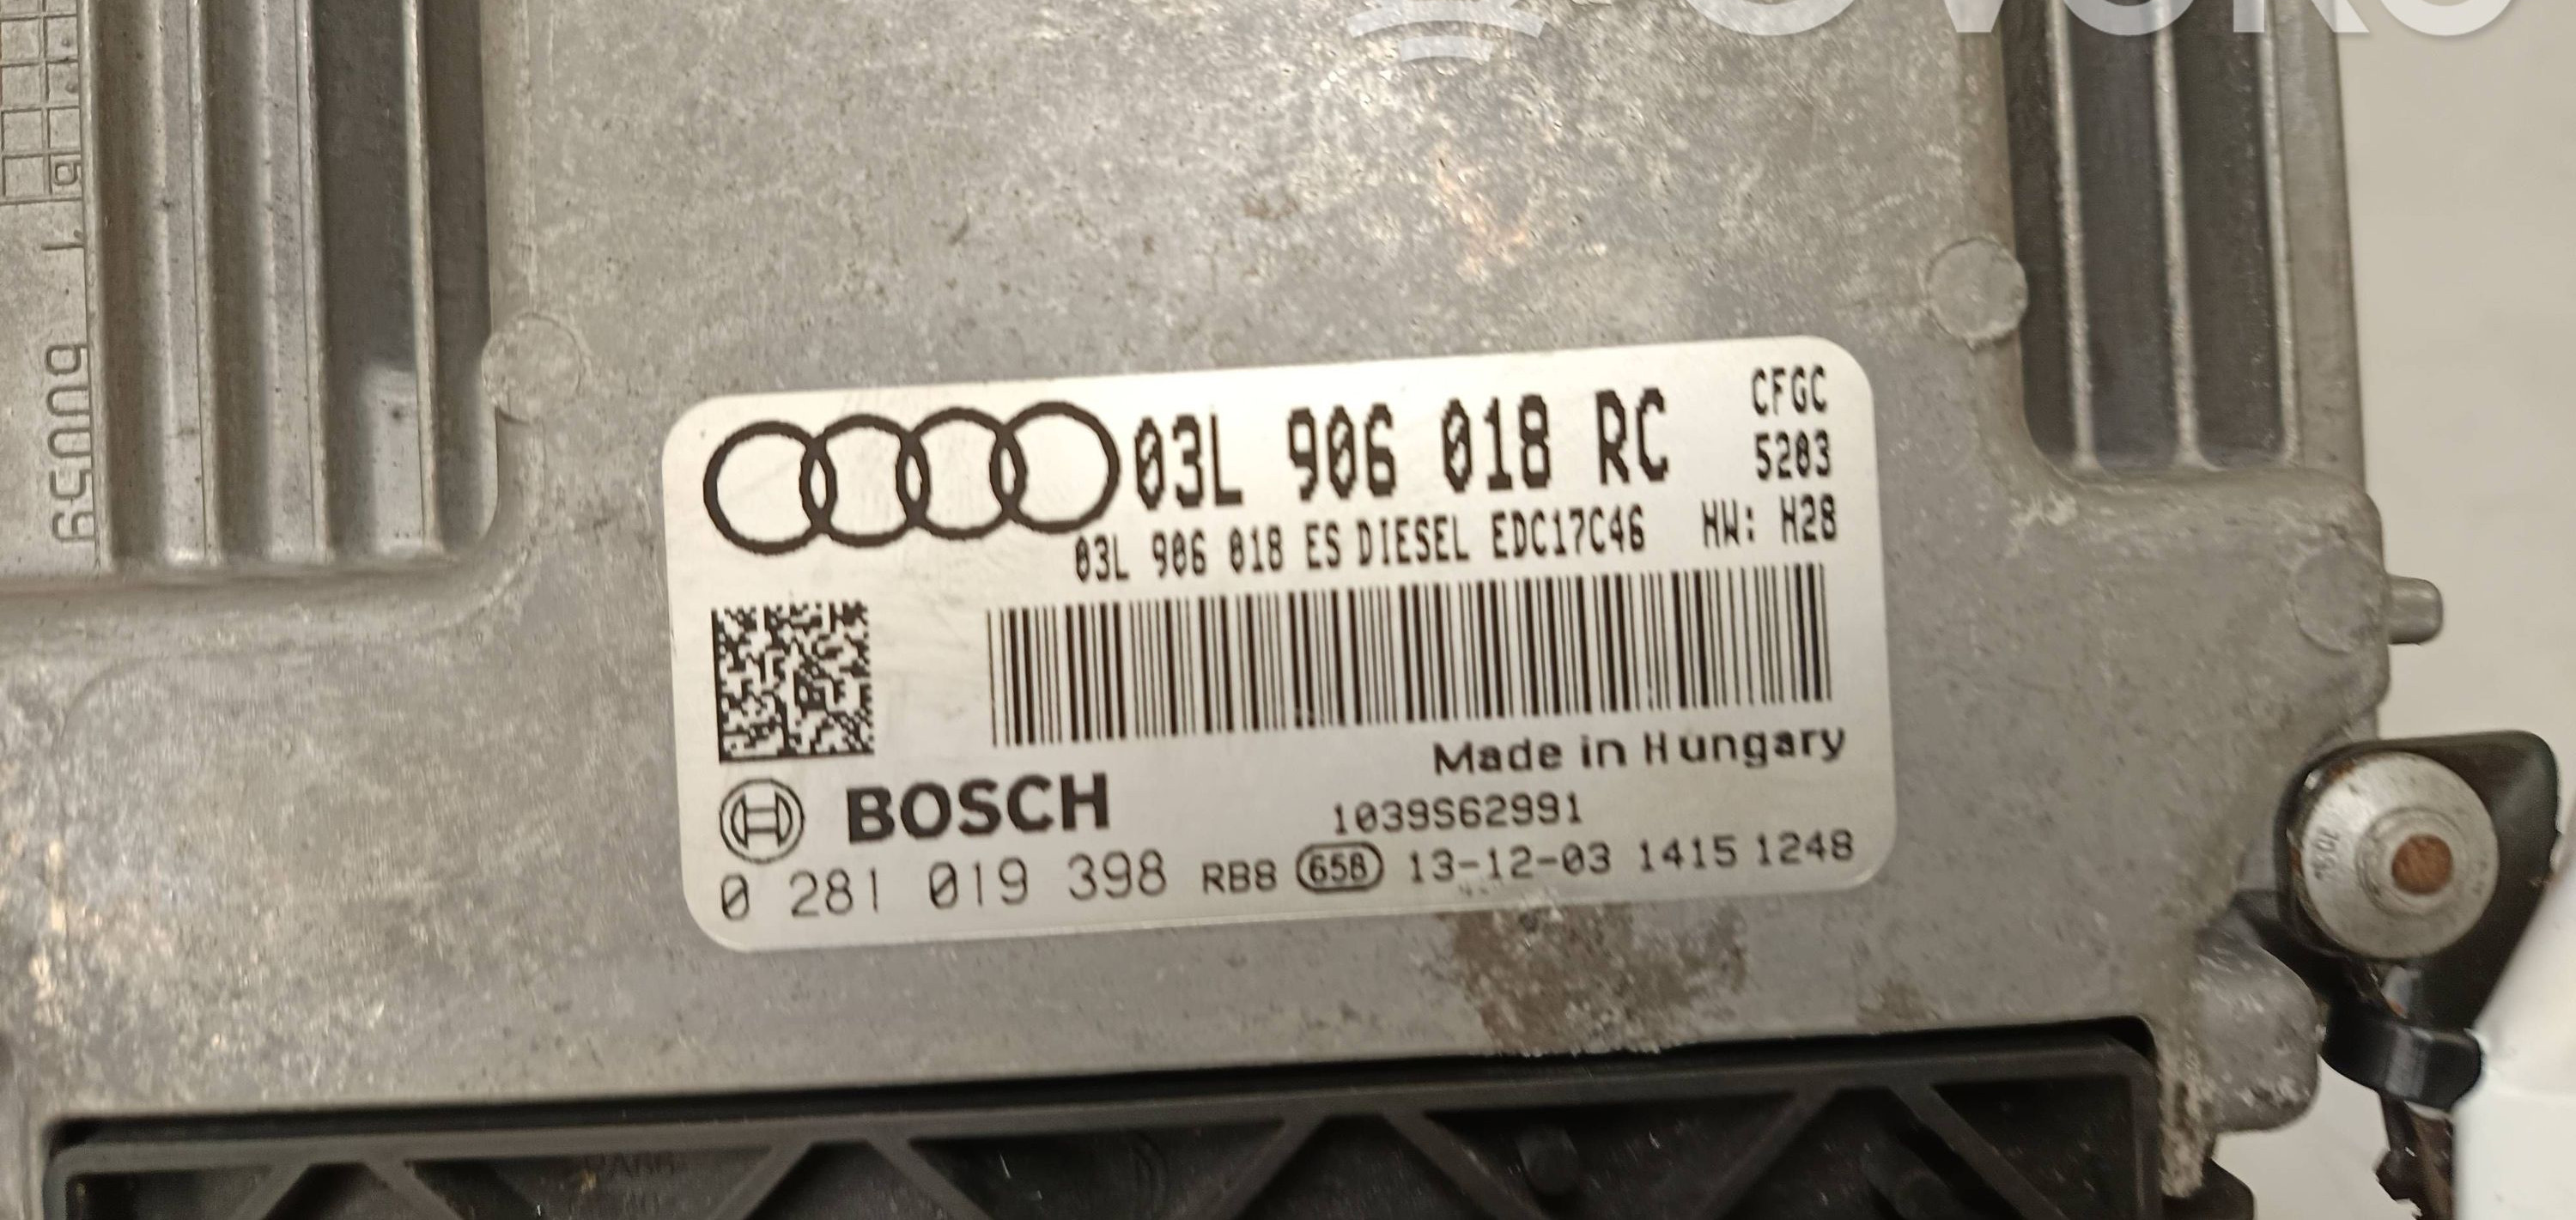 03L 906 018 RC
CFGC
5203
03L 906 018 ES DIESEL EDC17C46 HW: H28
Made in Hungary
BOSCH
1039S62991
0 281 019 398 RB8 658 13-12-03 1415 1248